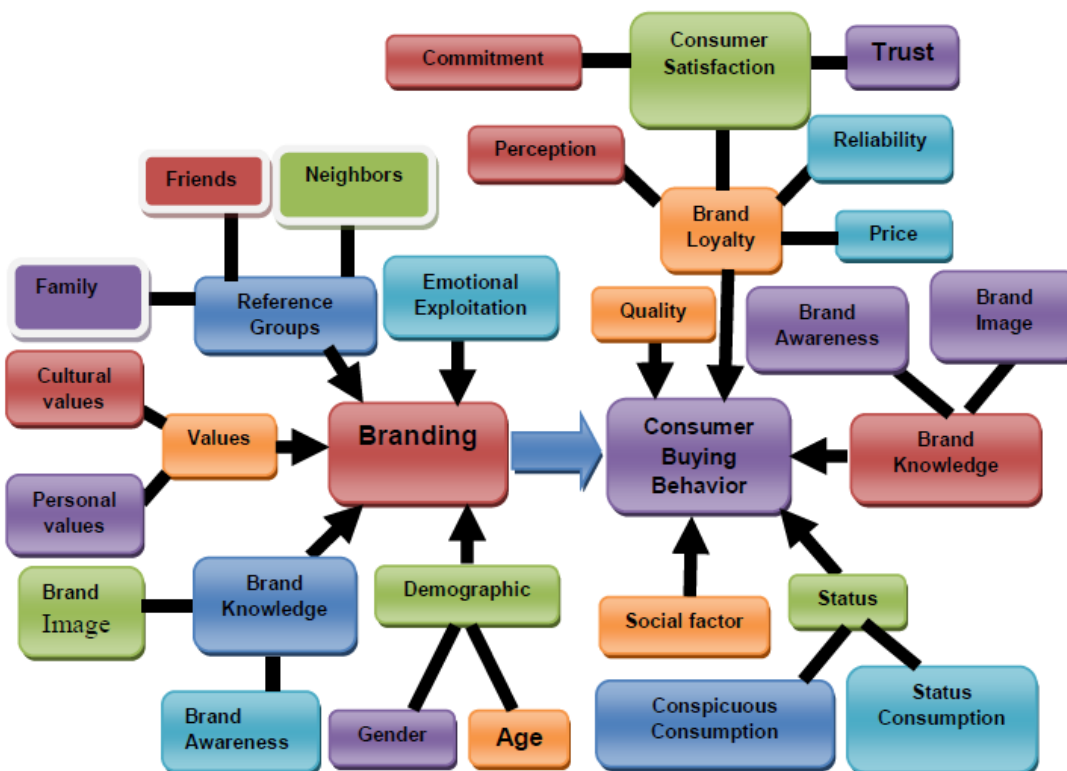 Commitment
Consumer
Satisfaction
Trust
Perception
Reliability
Friends
Neighbors
Brand
Loyalty
Price
Family
Reference
Groups
Emotional
Exploitation
Quality
Brand
Awareness
Brand
Image
Cultural
values
Values
Branding
Consumer
Buying
Behavior
Brand
Knowledge
Personal
values
Brand
Image
Brand
Knowledge
Demographic
Social factor
Status
Brand
Awareness
Gender
Age
Conspicuous
Consumption
Status
Consumption